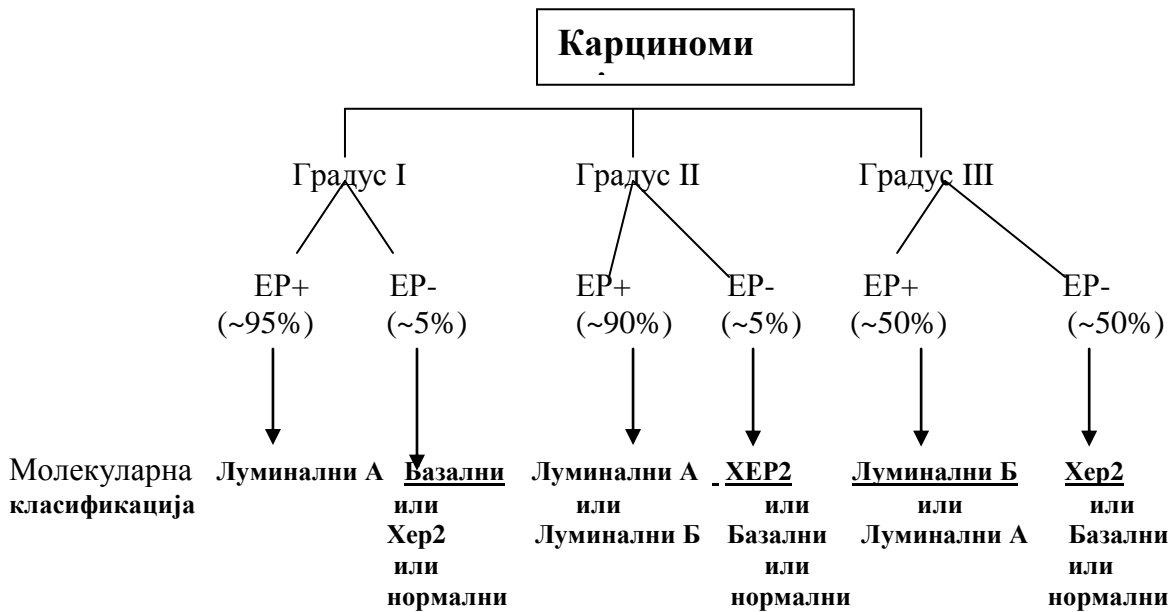 Карциноми
Градус I Градус II Градус III
ЕР+ ЕР- ЕР+ ЕР- ЕР+ ЕР-
(~95%) (~5%) (~90%) (~5%) (~50%) (~50%)
Молекуларна Луминални А Базални Луминални А ХЕР2 Луминални Б Хер2
класификација или или или или или
Хер2 Луминални Б Базални Луминални А Базални
или или или
нормални нормални нормални